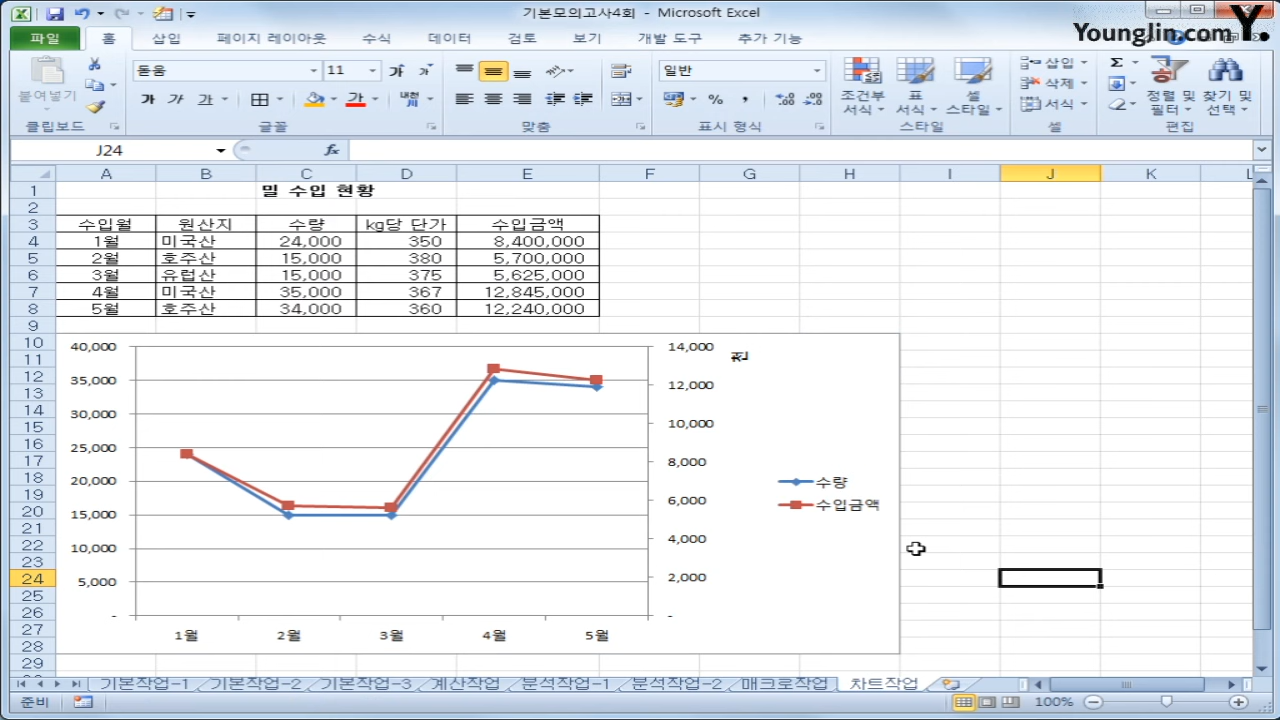 기본모의고사4회 - Microsoft Excel
Younglin.com Y.
파일 홈 삽입 페이지 레이아웃 수식 데이터 검토 보기 개발 도구 추가 기능
붙여넣기 돋움 11 일반 조건부 서식 표 서식 셀 스타일 삽입 삭제 서식 정렬 및 필터 찾기 및 선택
클립보드 글꼴 맞춤 표시 형식 스타일 셀 편집
J24 fx
A B C D E F G H I J K L
1 밀 수입 현황
2
3 수입월 원산지 수량 kg당 단가 수입금액
4 1월 미국산 24,000 350 8,400,000
5 2월 호주산 15,000 380 5,700,000
6 3월 유럽산 15,000 375 5,625,000
7 4월 미국산 35,000 367 12,845,000
8 5월 호주산 34,000 360 12,240,000
9
10 40,000 14,000
11
12 35,000 12,000
13
14 30,000 10,000
15
16 25,000 8,000
17
18 20,000 수량
19 6,000 수입금액
20 15,000
21
22 10,000 4,000
23
24 5,000 2,000
25
26 - -
27 1월 2월 3월 4월 5월
28
29
기본작업-1 기본작업-2 기본작업-3 계산작업 분석작업-1 분석작업-2 매크로작업 차트작업
준비 100%